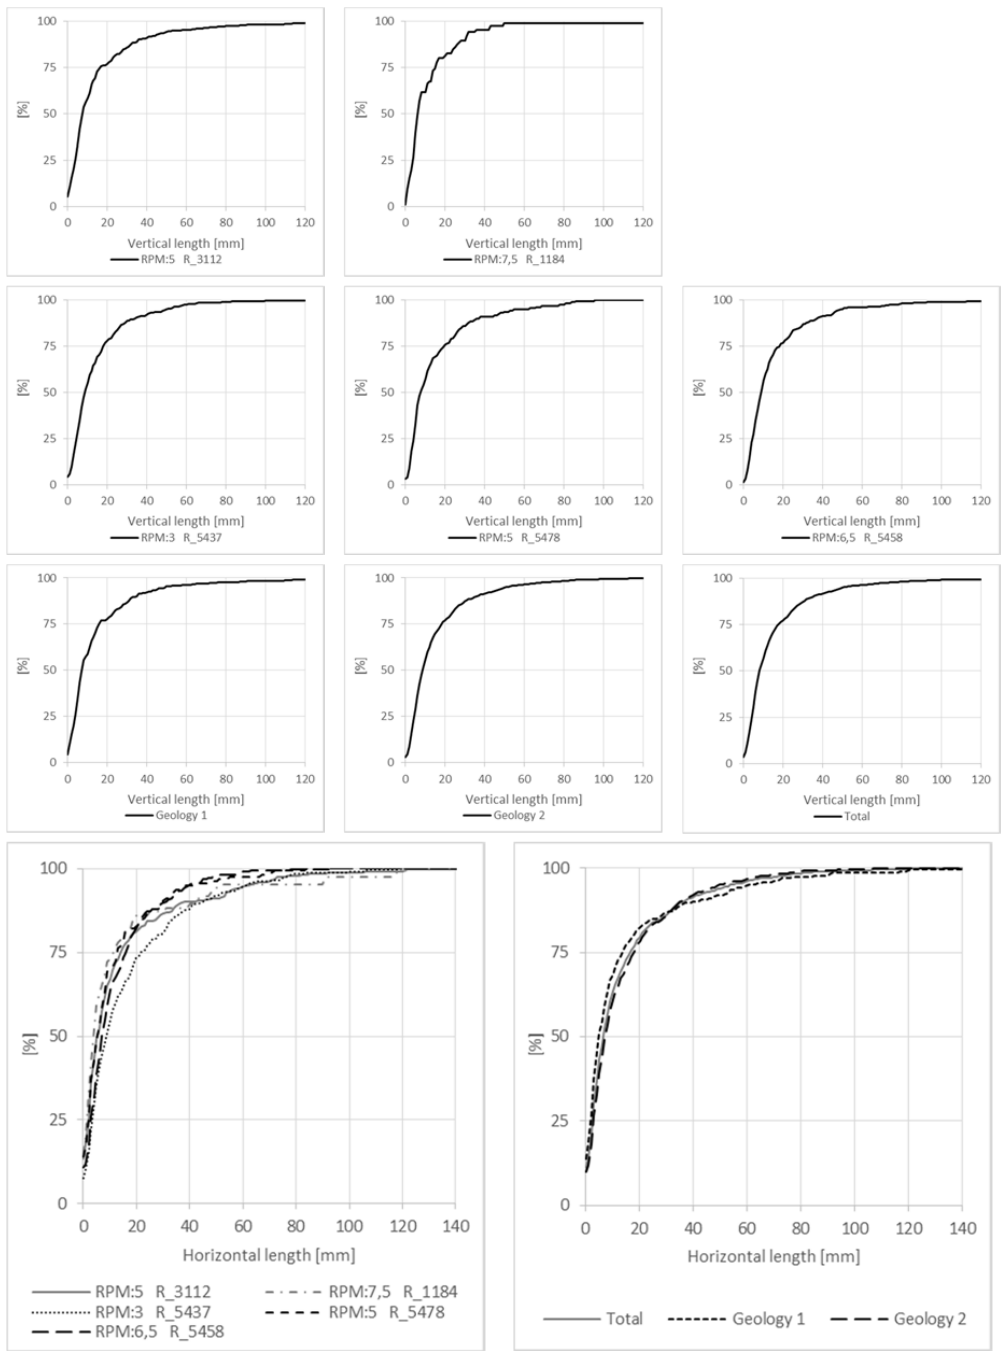 100
75
50
25
0
[%]
0 20 40 60 80 100 120
Vertical length [mm]
RPM:5 R_3112
100
75
50
25
0
[%]
0 20 40 60 80 100 120
Vertical length [mm]
RPM:7,5 R_1184
100
75
50
25
0
[%]
0 20 40 60 80 100 120
Vertical length [mm]
RPM:3 R_5437
100
75
50
25
0
[%]
0 20 40 60 80 100 120
Vertical length [mm]
RPM:5 R_5478
100
75
50
25
0
[%]
0 20 40 60 80 100 120
Vertical length [mm]
RPM:6,5 R_5458
100
75
50
25
0
[%]
0 20 40 60 80 100 120
Vertical length [mm]
Geology 1
100
75
50
25
0
[%]
0 20 40 60 80 100 120
Vertical length [mm]
Geology 2
100
75
50
25
0
[%]
0 20 40 60 80 100 120
Vertical length [mm]
Total
100
75
50
25
0
[%]
0 20 40 60 80 100 120 140
Horizontal length [mm]
RPM:5 R_3112 RPM:7,5 R_1184
RPM:3 R_5437 RPM:5 R_5478
RPM:6,5 R_5458
100
75
50
25
0
[%]
0 20 40 60 80 100 120 140
Horizontal length [mm]
Total Geology 1 Geology 2